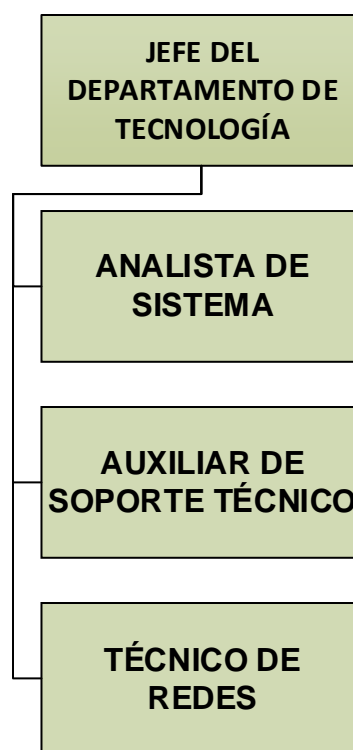 JEFE DEL
DEPARTAMENTO DE
TECNOLOGÍA
ANALISTA DE
SISTEMA
AUXILIAR DE
SOPORTE TÉCNICO
TÉCNICO DE
REDES